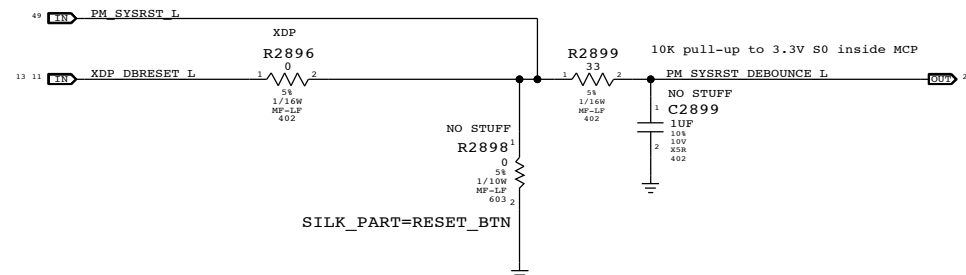 49 IN PM_SYSRST_L
XDP
R2896
0
1 2
5%
1/16W
MF-LF
402
13 11 IN XDP_DBRESET_L
R2899
33
1 2
5%
1/16W
MF-LF
402
10K pull-up to 3.3V S0 inside MCP
PM_SYSRST_DEBOUNCE_L
OUT 2
NO STUFF
C2899
1
1UF
10%
10V
X5R
402
2
NO STUFF
R2898
1
0
5%
1/10W
MF-LF
603
2
SILK_PART=RESET_BTN